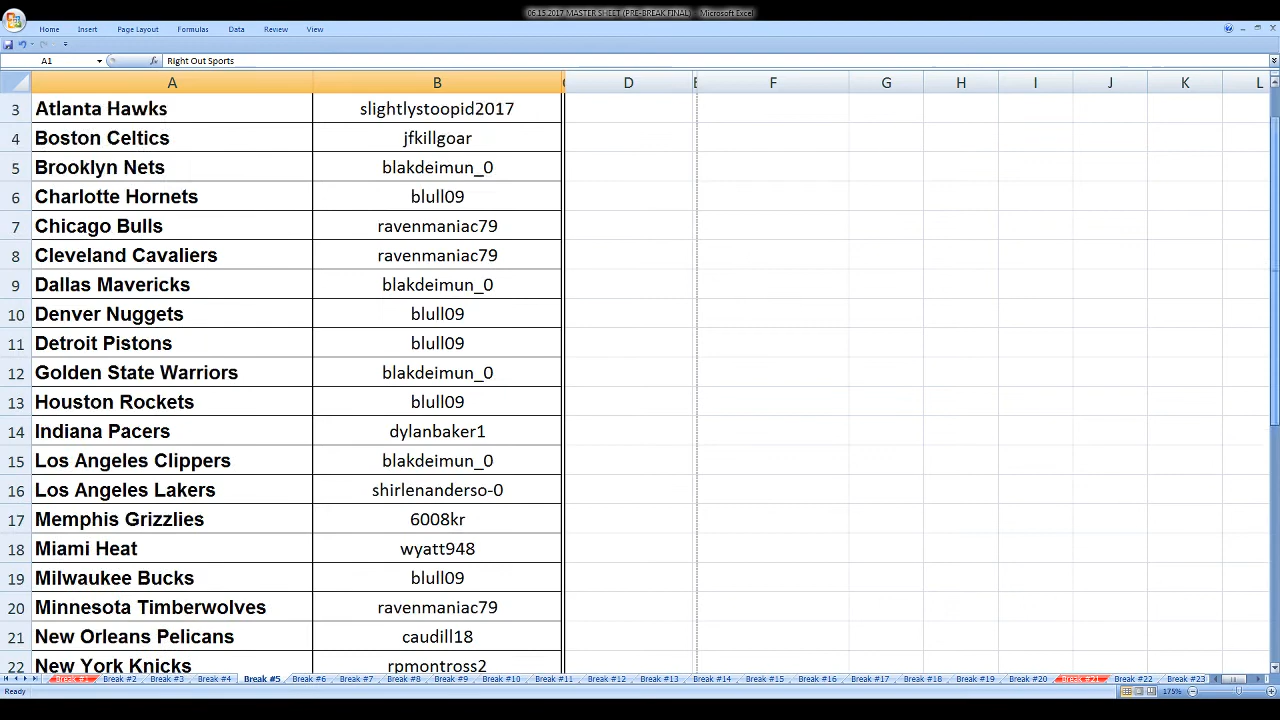 06.15.2017 MASTER SHEET (PRE-BREAK FINAL) - Microsoft Excel
Home Insert Page Layout Formulas Data Review View
A1 fx Right Out Sports
A B D F G H I J K L
3 Atlanta Hawks slightlystoopid2017
4 Boston Celtics jfkillgoar
5 Brooklyn Nets blakdeimun_0
6 Charlotte Hornets blull09
7 Chicago Bulls ravenmaniac79
8 Cleveland Cavaliers ravenmaniac79
9 Dallas Mavericks blakdeimun_0
10 Denver Nuggets blull09
11 Detroit Pistons blull09
12 Golden State Warriors blakdeimun_0
13 Houston Rockets blull09
14 Indiana Pacers dylanbaker1
15 Los Angeles Clippers blakdeimun_0
16 Los Angeles Lakers shirlenanderso-0
17 Memphis Grizzlies 6008kr
18 Miami Heat wyatt948
19 Milwaukee Bucks blull09
20 Minnesota Timberwolves ravenmaniac79
21 New Orleans Pelicans caudill18
22 New York Knicks rpmontross2
Break #1 Break #2 Break #3 Break #4 Break #5 Break #6 Break #7 Break #8 Break #9 Break #10 Break #11 Break #12 Break #13 Break #14 Break #15 Break #16 Break #17 Break #18 Break #19 Break #20 Break #21 Break #22 Break #23
Ready 175%